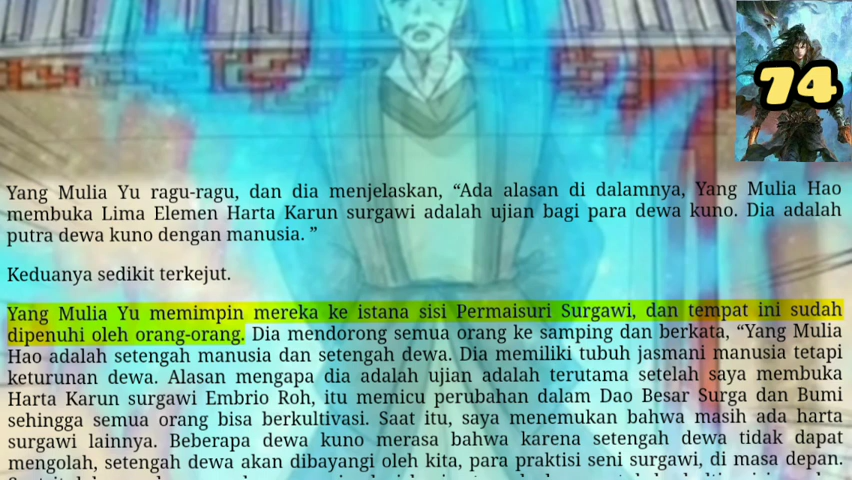 74
Yang Mulia Yu ragu-ragu, dan dia menjelaskan, “Ada alasan di dalamnya, Yang Mulia Hao
membuka Lima Elemen Harta Karun surgawi adalah ujian bagi para dewa kuno. Dia adalah
putra dewa kuno dengan manusia. ”
Keduanya sedikit terkejut.
Yang Mulia Yu memimpin mereka ke istana sisi Permaisuri Surgawi, dan tempat ini sudah
dipenuhi oleh orang-orang. Dia mendorong semua orang ke samping dan berkata, “Yang Mulia
Hao adalah setengah manusia dan setengah dewa. Dia memiliki tubuh jasmani manusia tetapi
keturunan dewa. Alasan mengapa dia adalah ujian adalah terutama setelah saya membuka
Harta Karun surgawi Embrio Roh, itu memicu perubahan dalam Dao Besar Surga dan Bumi
sehingga semua orang bisa berkultivasi. Saat itu, saya menemukan bahwa masih ada harta
surgawi lainnya. Beberapa dewa kuno merasa bahwa karena setengah dewa tidak dapat
mengolah, setengah dewa akan dibayangi oleh kita, para praktisi seni surgawi, di masa depan.